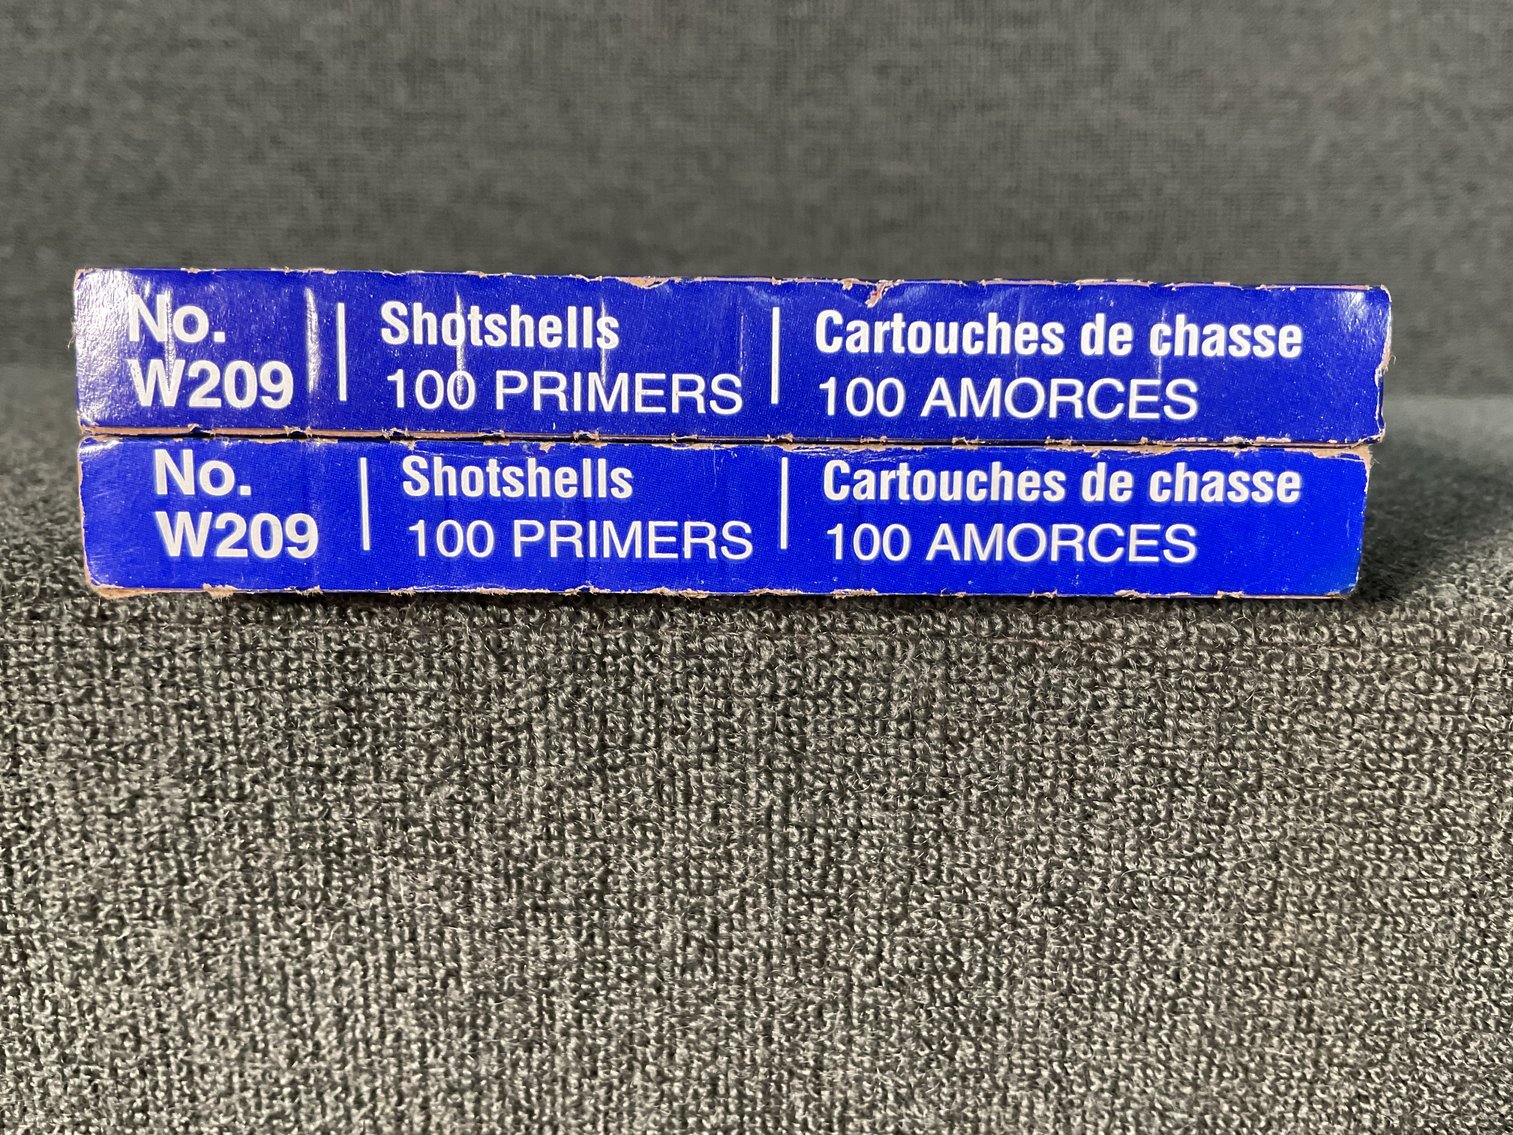 No.
W209
Shotshells
100 PRIMERS
Cartouches de chasse
100 AMORCES
No.
W209
Shotshells
100 PRIMERS
Cartouches de chasse
100 AMORCES